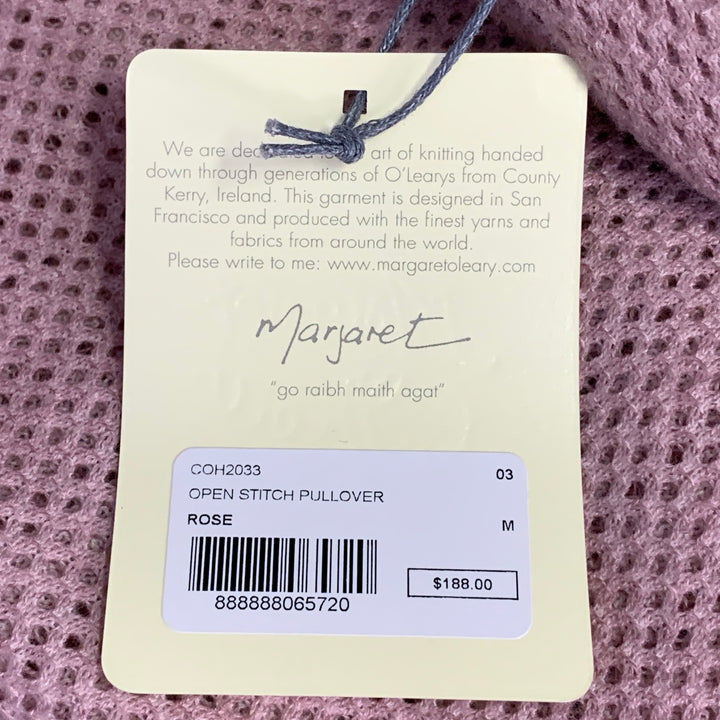 We are art of knitting handed
down through generations of O'Learys from County
Kerry, Ireland. This garment is designed in San
Francisco and produced with the finest yarns and
fabrics from around the world.
Please write to me: www.margaretoleary.com
Margaret
"go raibh maith agat"
COH2033 03
OPEN STITCH PULLOVER
ROSE M
$188.00
888888065720